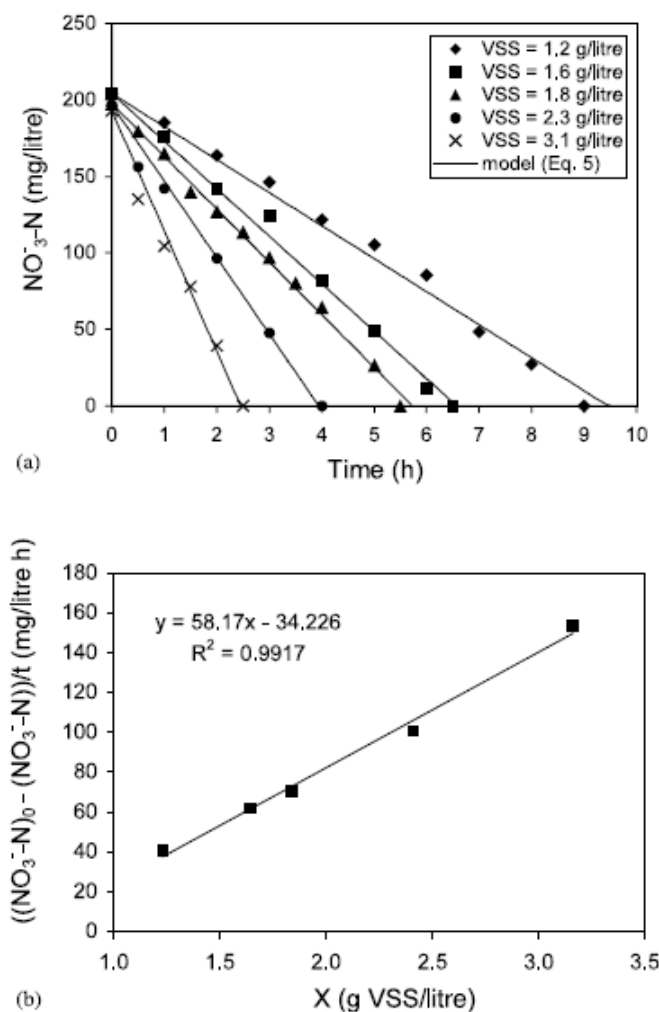 250
200
150
100
50
0
NO₃⁻–N (mg/litre)
VSS = 1,2 g/litre
VSS = 1,6 g/litre
VSS = 1,8 g/litre
VSS = 2,3 g/litre
VSS = 3,1 g/litre
model (Eq. 5)
0 1 2 3 4 5 6 7 8 9 10
(a)
Time (h)
180
160
140
120
100
80
60
40
20
0
((NO₃⁻–N)₀ - (NO₃⁻–N))/t (mg/litre h)
y = 58,17x - 34,226
R² = 0,9917
1.0 1.5 2.0 2.5 3.0 3.5
(b)
X (g VSS/litre)